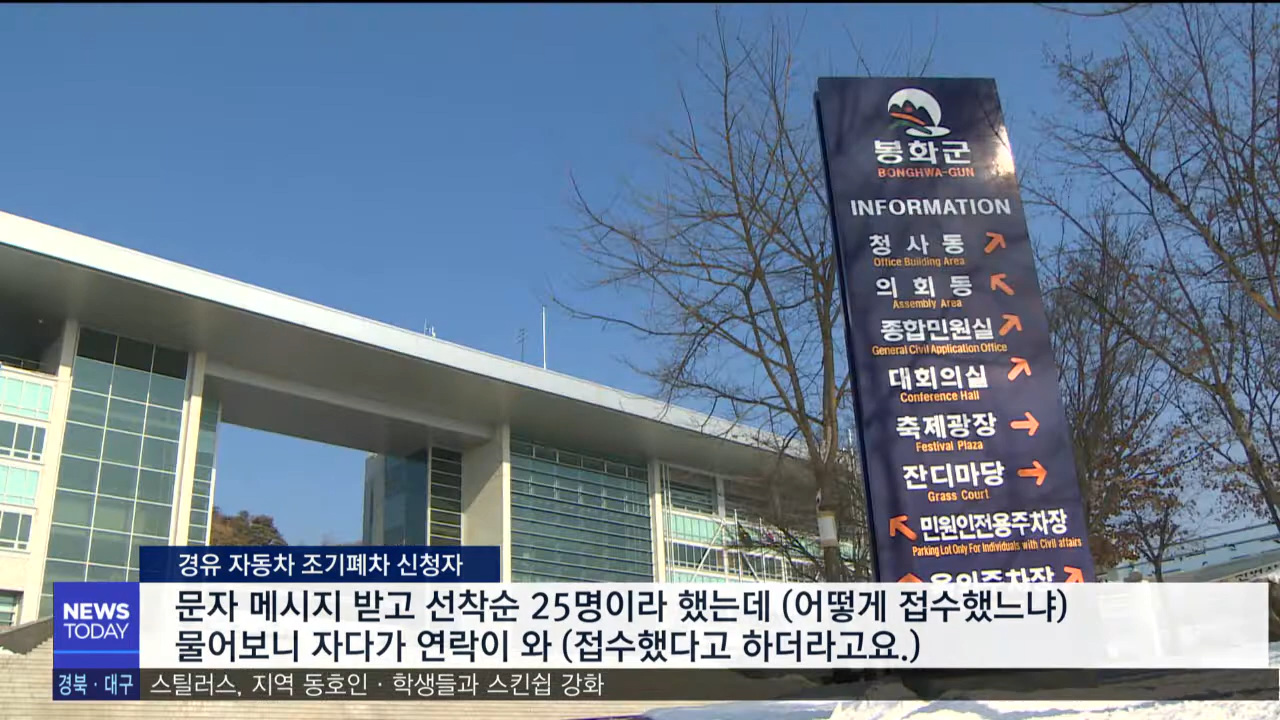 봉화군
BONGHWA-GUN
INFORMATION
청 사 동
Office Building Area
의 회 동
Assembly Area
종합민원실
General Civil Application Office
대회의실
Conference Hall
축제광장
Festival Plaza
잔디마당
Grass Court
민원인전용주차장
Parking Lot Only For Individuals with Civil affairs
경유 자동차 조기폐차 신청자
NEWS
TODAY
문자 메시지 받고 선착순 25명이라 했는데 (어떻게 접수했느냐)
물어보니 자다가 연락이 와 (접수했다고 하더라고요.)
경북·대구
스틸러스, 지역 동호인·학생들과 스킨쉽 강화